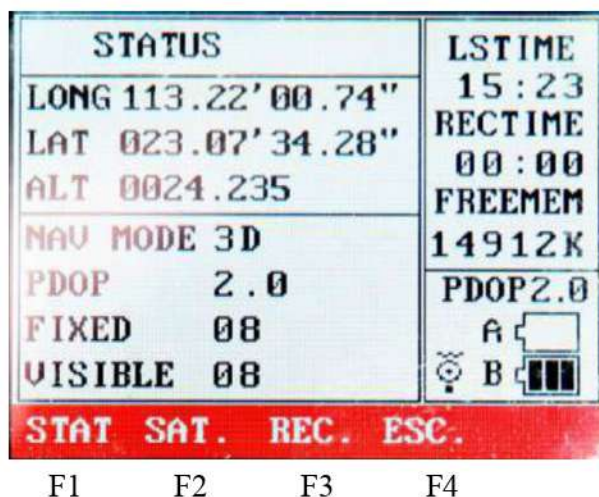 STATUS
LONG 113.22'00.74"
LAT 023.07'34.28"
ALT 0024.235
NAV MODE 3D
PDOP 2.0
FIXED 08
VISIBLE 08
LSTIME
15:23
RECTIME
00:00
FREEMEM
14912K
PDOP2.0
A
B
STAT SAT. REC. ESC.
F1 F2 F3 F4